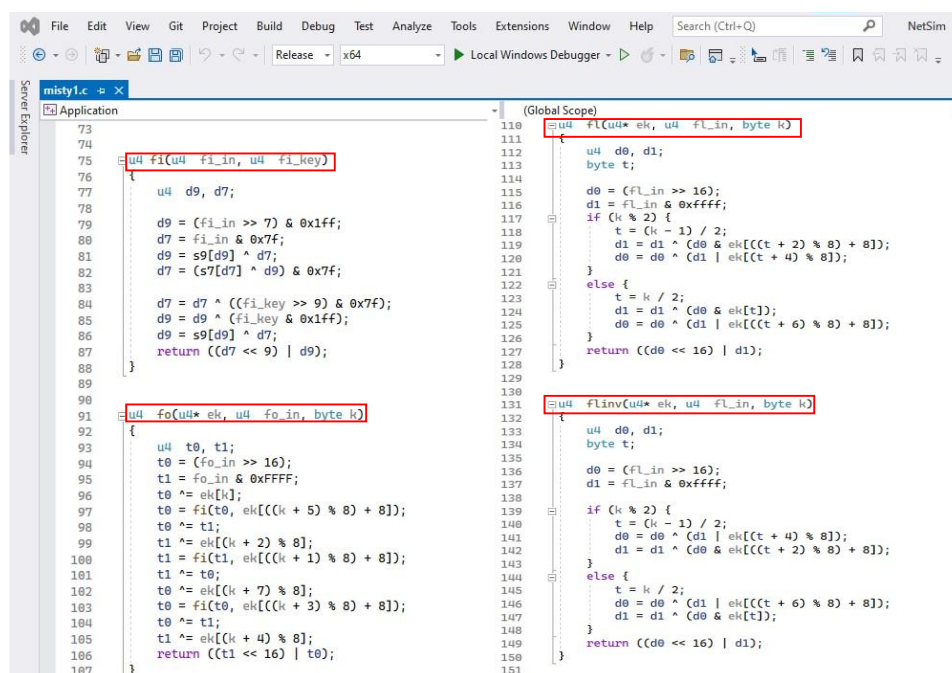 File Edit View Git Project Build Debug Test Analyze Tools Extensions Window Help Search (Ctrl+Q) NetSim
Release x64 Local Windows Debugger
Server Explorer
misty1.c
Application
73
74
75 u4 fi(u4 fi_in, u4 fi_key)
76 {
77 u4 d9, d7;
78
79 d9 = (fi_in >> 7) & 0x1ff;
80 d7 = fi_in & 0x7f;
81 d9 = s9[d9] ^ d7;
82 d7 = (s7[d7] ^ d9) & 0x7f;
83
84 d7 = d7 ^ ((fi_key >> 9) & 0x7f);
85 d9 = d9 ^ (fi_key & 0x1ff);
86 d9 = s9[d9] ^ d7;
87 return ((d7 << 9) | d9);
88 }
89
90
91 u4 fo(u4* ek, u4 fo_in, byte k)
92 {
93 u4 t0, t1;
94 t0 = (fo_in >> 16);
95 t1 = fo_in & 0xFFFF;
96 t0 ^= ek[k];
97 t0 = fi(t0, ek[((k + 5) % 8) + 8]);
98 t0 ^= t1;
99 t1 ^= ek[(k + 2) % 8];
100 t1 = fi(t1, ek[((k + 1) % 8) + 8]);
101 t1 ^= t0;
102 t0 ^= ek[(k + 7) % 8];
103 t0 = fi(t0, ek[((k + 3) % 8) + 8]);
104 t0 ^= t1;
105 t1 ^= ek[(k + 4) % 8];
106 return ((t1 << 16) | t0);
107 }
(Global Scope)
110 u4 fl(u4* ek, u4 fl_in, byte k)
111 {
112 u4 d0, d1;
113 byte t;
114
115 d0 = (fl_in >> 16);
116 d1 = fl_in & 0xffff;
117 if (k % 2) {
118 t = (k - 1) / 2;
119 d1 = d1 ^ (d0 & ek[((t + 2) % 8) + 8]);
120 d0 = d0 ^ (d1 | ek[(t + 4) % 8]);
121 }
122 else {
123 t = k / 2;
124 d1 = d1 ^ (d0 & ek[t]);
125 d0 = d0 ^ (d1 | ek[((t + 6) % 8) + 8]);
126 }
127 return ((d0 << 16) | d1);
128 }
129
130
131 u4 flinv(u4* ek, u4 fl_in, byte k)
132 {
133 u4 d0, d1;
134 byte t;
135
136 d0 = (fl_in >> 16);
137 d1 = fl_in & 0xffff;
138
139 if (k % 2) {
140 t = (k - 1) / 2;
141 d0 = d0 ^ (d1 | ek[(t + 4) % 8]);
142 d1 = d1 ^ (d0 & ek[((t + 2) % 8) + 8]);
143 }
144 else {
145 t = k / 2;
146 d0 = d0 ^ (d1 | ek[((t + 6) % 8) + 8]);
147 d1 = d1 ^ (d0 & ek[t]);
148 }
149 return ((d0 << 16) | d1);
150 }
151